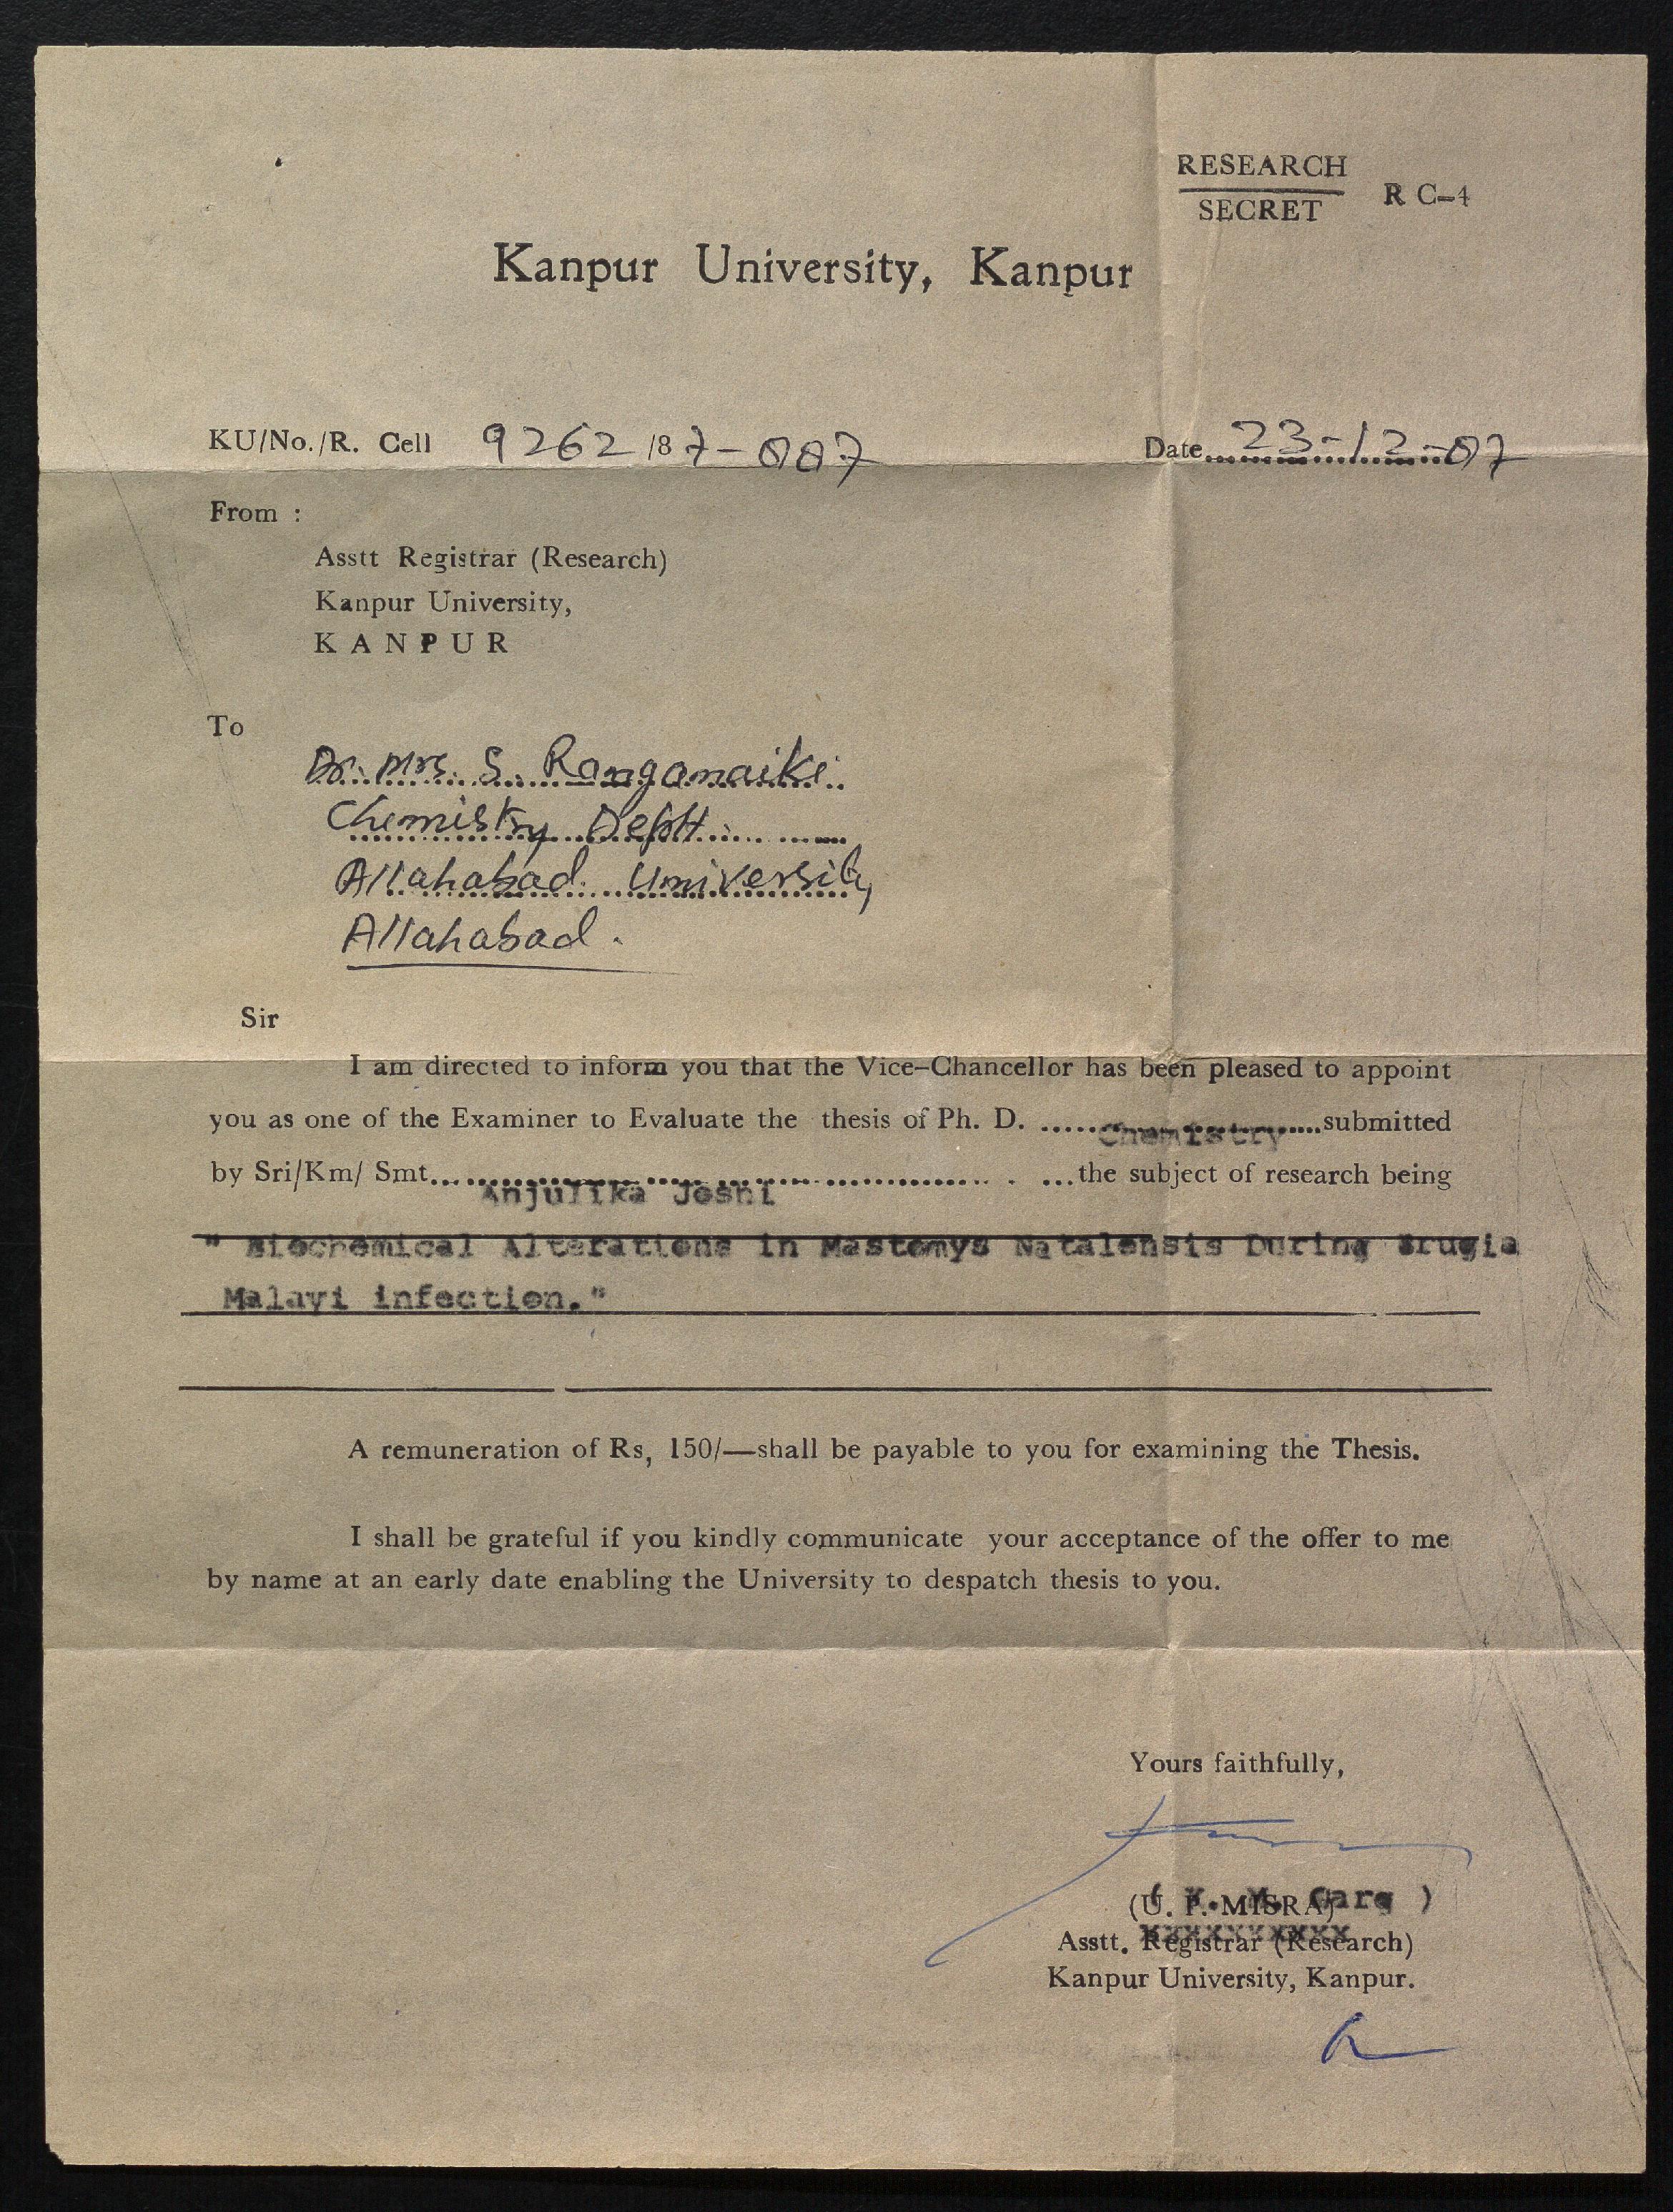 RESEARCH
SECRET
R C-4
Kanpur University, Kanpur
KU/No./R. Cell 9262/87-
Date 23-12-87
From :
Asstt Registrar (Research)
Kanpur University,
KANPUR
To
Dr. Mrs. S. Ranganaiki
Chemistry Deptt.
Allahabad University
Allahabad.
Sir
I am directed to inform you that the Vice-Chancellor has been pleased to appoint
you as one of the Examiner to Evaluate the thesis of Ph. D. ..... Chemistry .....submitted
by Sri/Km/ Smt... Anjulika Joshi ...the subject of research being
" Biochemical Alterations in Mastomys Natalensis During Brugia
Malayi infection."
A remuneration of Rs, 150/—shall be payable to you for examining the Thesis.
I shall be grateful if you kindly communicate your acceptance of the offer to me
by name at an early date enabling the University to despatch thesis to you.
Yours faithfully,
(U. P. MISRA)
Garg )
Asstt. Registrar (Research)
Kanpur University, Kanpur.